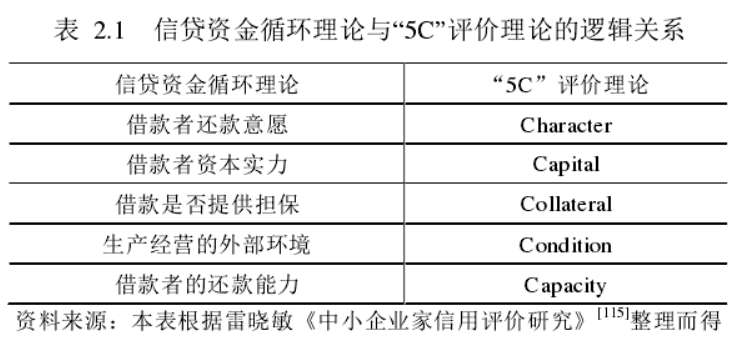 表 2.1 信贷资金循环理论与“5C”评价理论的逻辑关系
信贷资金循环理论 “5C”评价理论
借款者还款意愿 Character
借款者资本实力 Capital
借款是否提供担保 Collateral
生产经营的外部环境 Condition
借款者的还款能力 Capacity
资料来源：本表根据雷晓敏《中小企业家信用评价研究》[115]整理而得